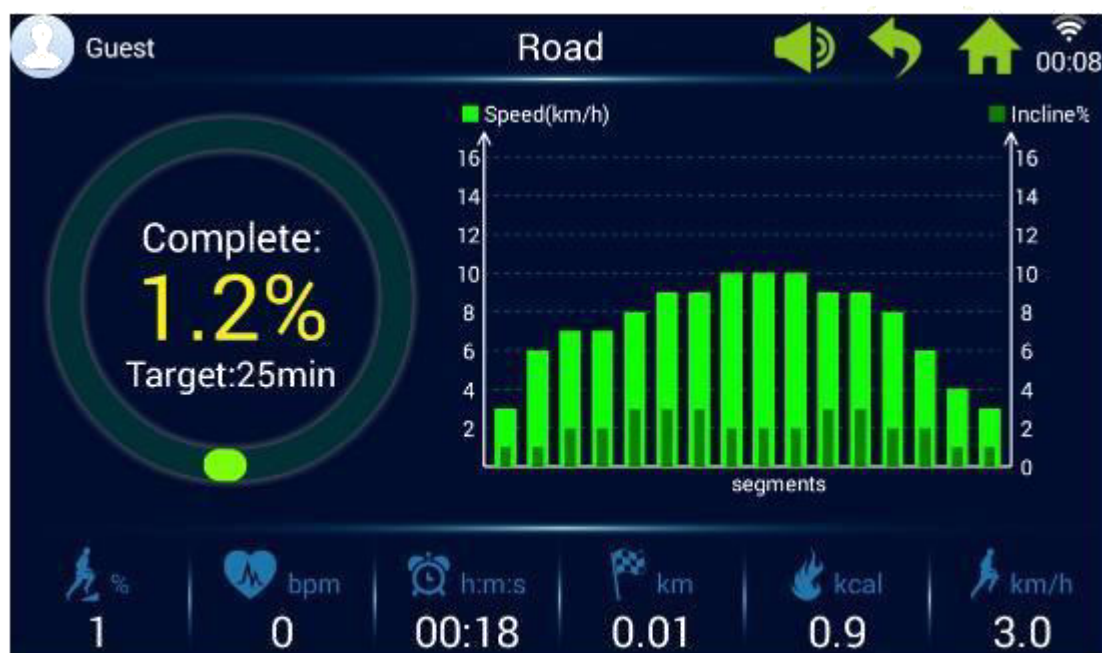 Guest
Road
00:08
Speed(km/h)
Incline%
16
14
12
10
8
6
4
2
16
14
12
10
8
6
4
2
0
segments
Complete:
1.2%
Target:25min
%
bpm
h:m:s
km
kcal
km/h
1
0
00:18
0.01
0.9
3.0